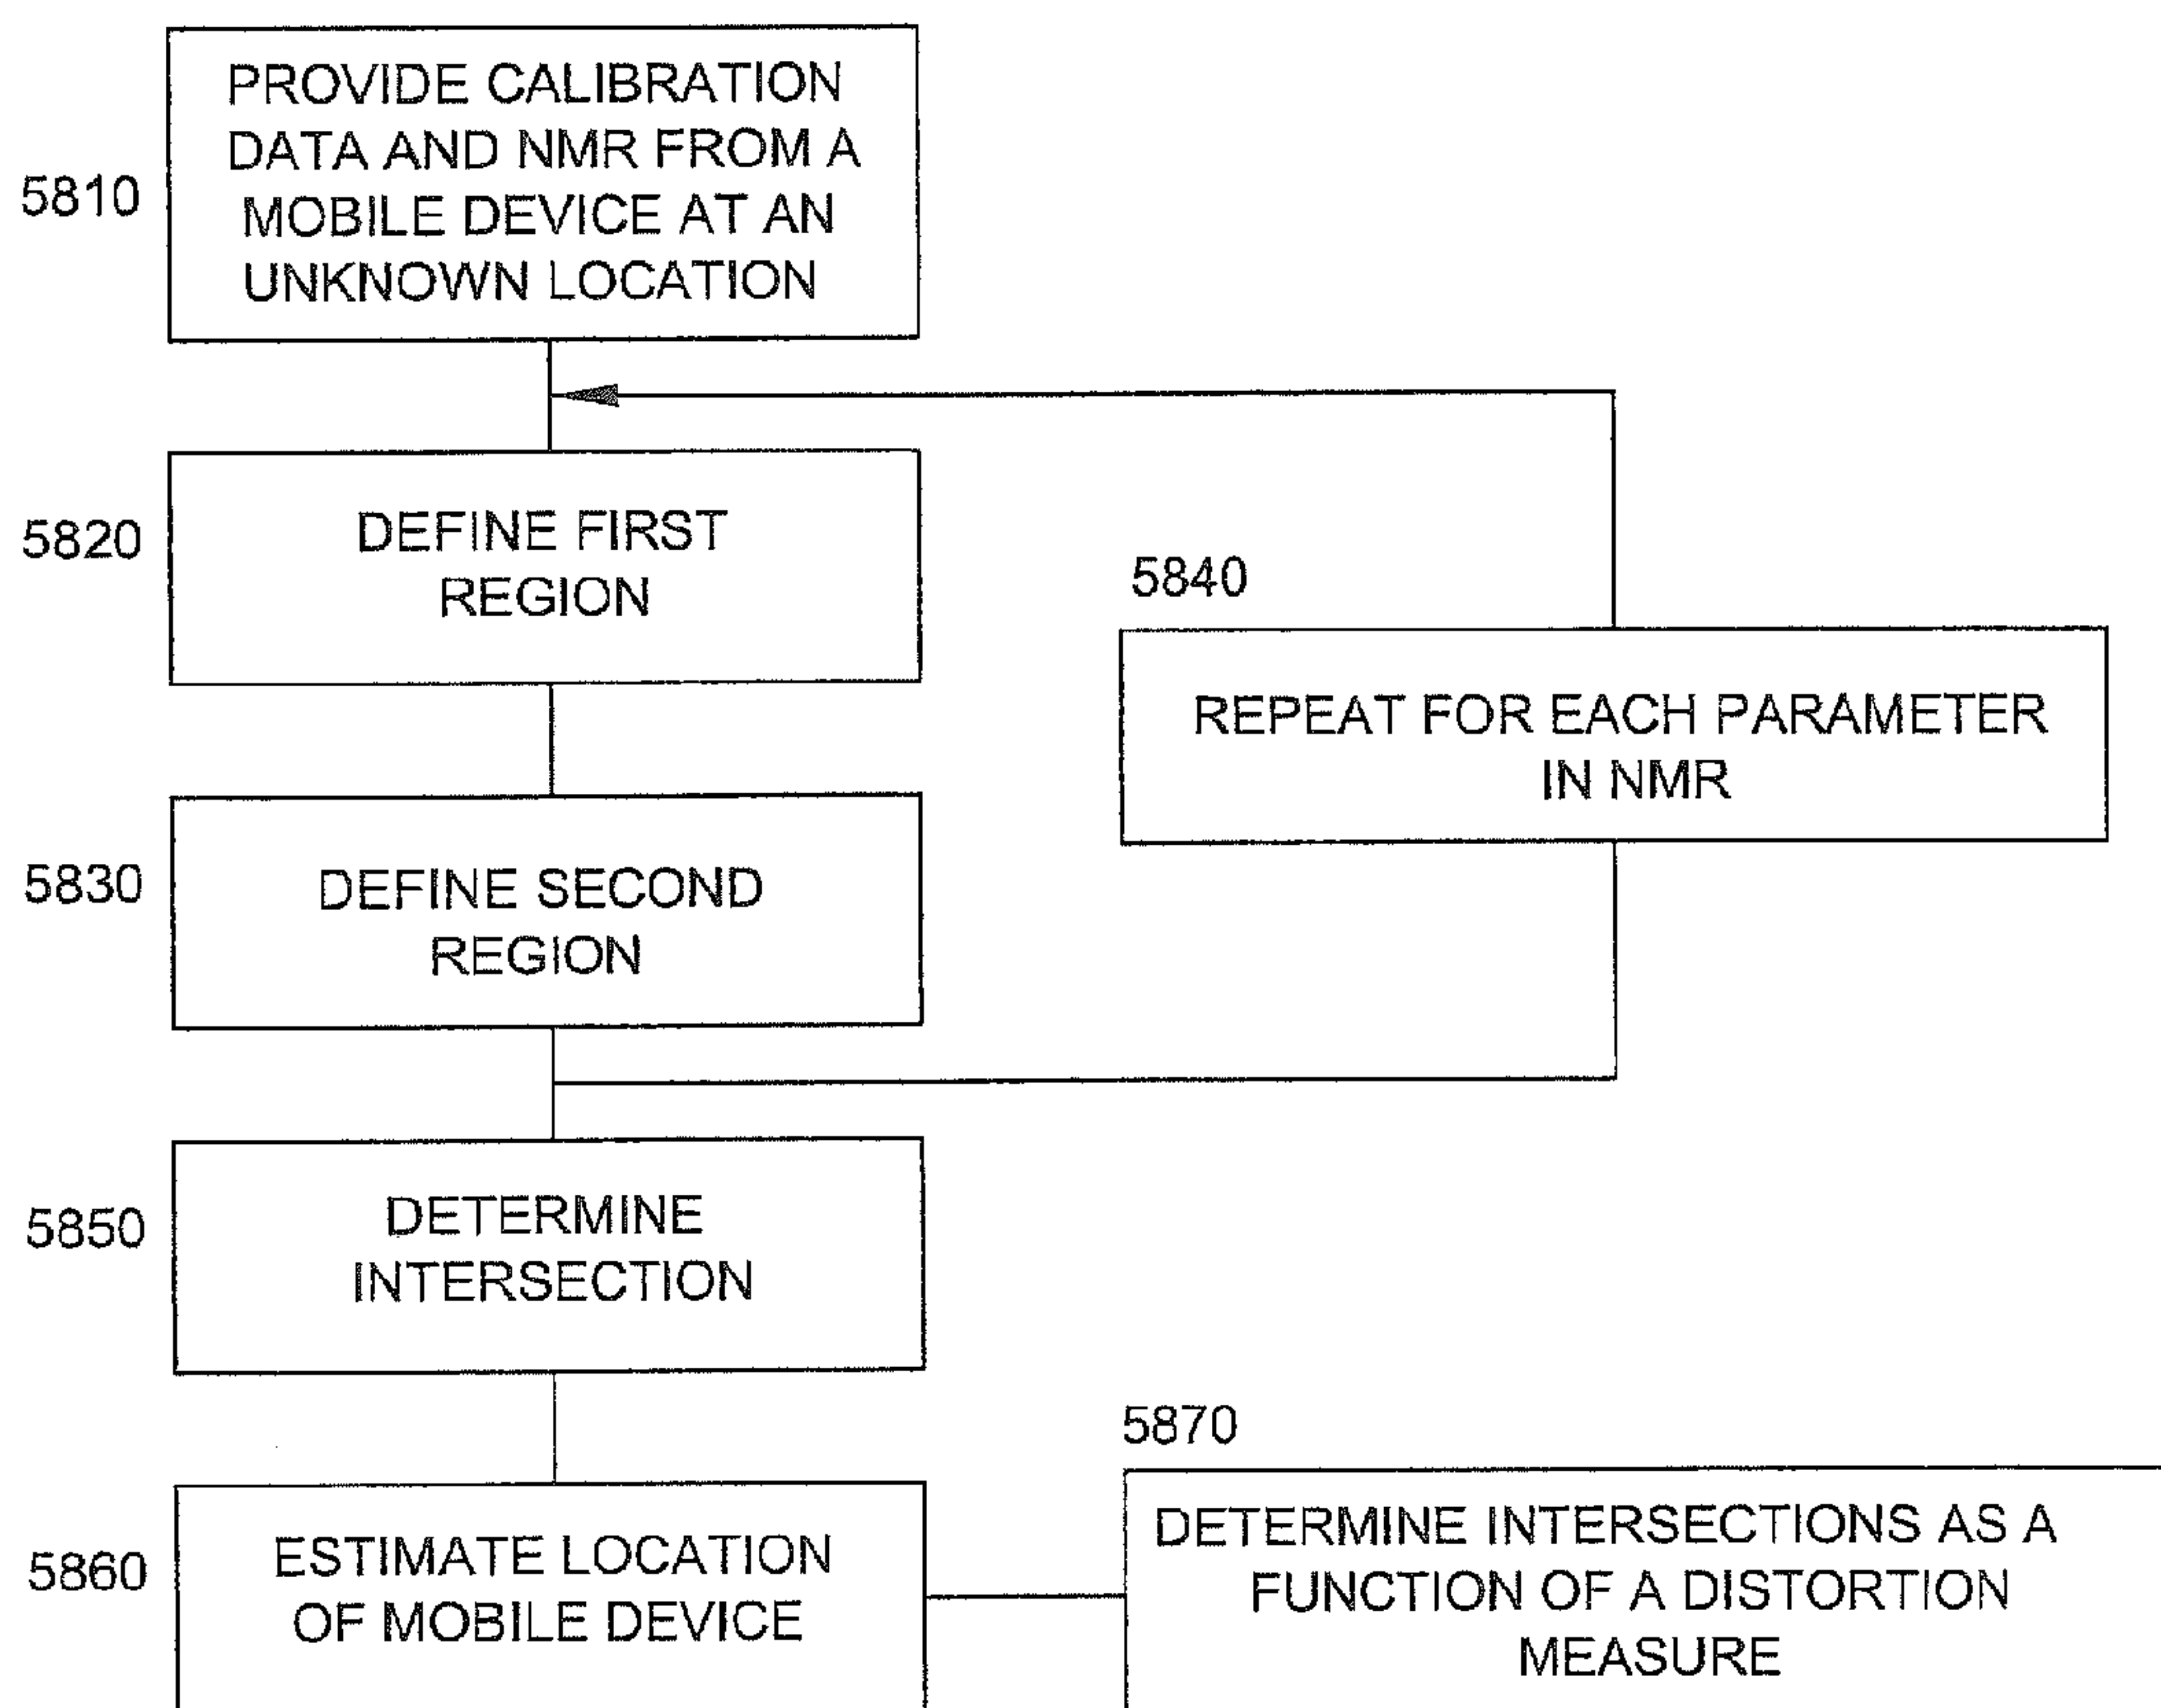 PROVIDE CALIBRATION
DATA AND NMR FROM A
MOBILE DEVICE AT AN
UNKNOWN LOCATION
5810
5820
DEFINE FIRST
REGION
5840
REPEAT FOR EACH PARAMETER
IN NMR
5830
DEFINE SECOND
REGION
5850
DETERMINE
INTERSECTION
5860
ESTIMATE LOCATION
OF MOBILE DEVICE
5870
DETERMINE INTERSECTIONS AS A
FUNCTION OF A DISTORTION
MEASURE